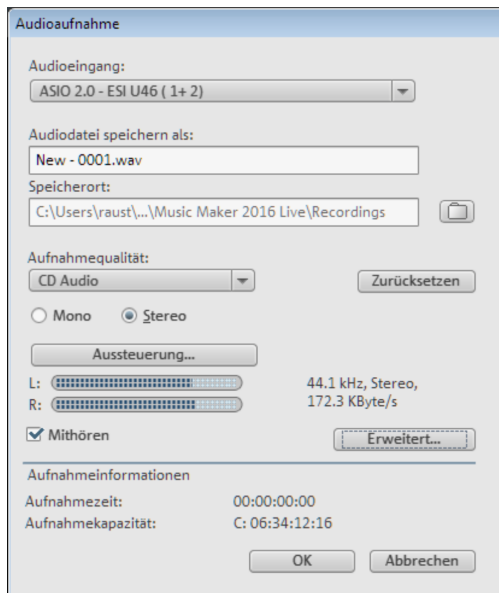 Audioaufnahme
Audioeingang:
ASIO 2.0 - ESI U46 ( 1+ 2)
Audiodatei speichern als:
New - 0001.wav
Speicherort:
C:\Users\raust\...\Music Maker 2016 Live\Recordings
Aufnahmequalität:
CD Audio
Zurücksetzen
Mono Stereo
Aussteuerung...
L: 44.1 kHz, Stereo,
R: 172.3 KByte/s
Mithören
Erweitert...
Aufnahmeinformationen
Aufnahmezeit: 00:00:00:00
Aufnahmekapazität: C: 06:34:12:16
OK Abbrechen